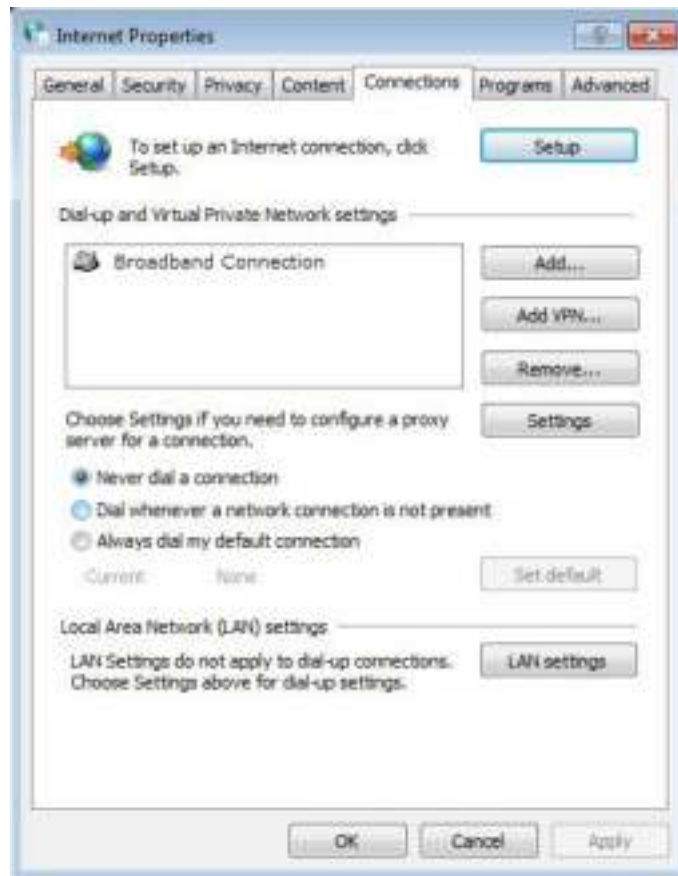 Internet Properties
General Security Privacy Content Connections Programs Advanced
To set up an Internet connection, click
Setup.
Setup
Dial-up and Virtual Private Network settings
Broadband Connection
Add...
Add VPN...
Remove...
Choose Settings if you need to configure a proxy
server for a connection.
Settings
Never dial a connection
Dial whenever a network connection is not present
Always dial my default connection
Current None
Set default
Local Area Network (LAN) settings
LAN Settings do not apply to dial-up connections.
Choose Settings above for dial-up settings.
LAN settings
OK Cancel Apply